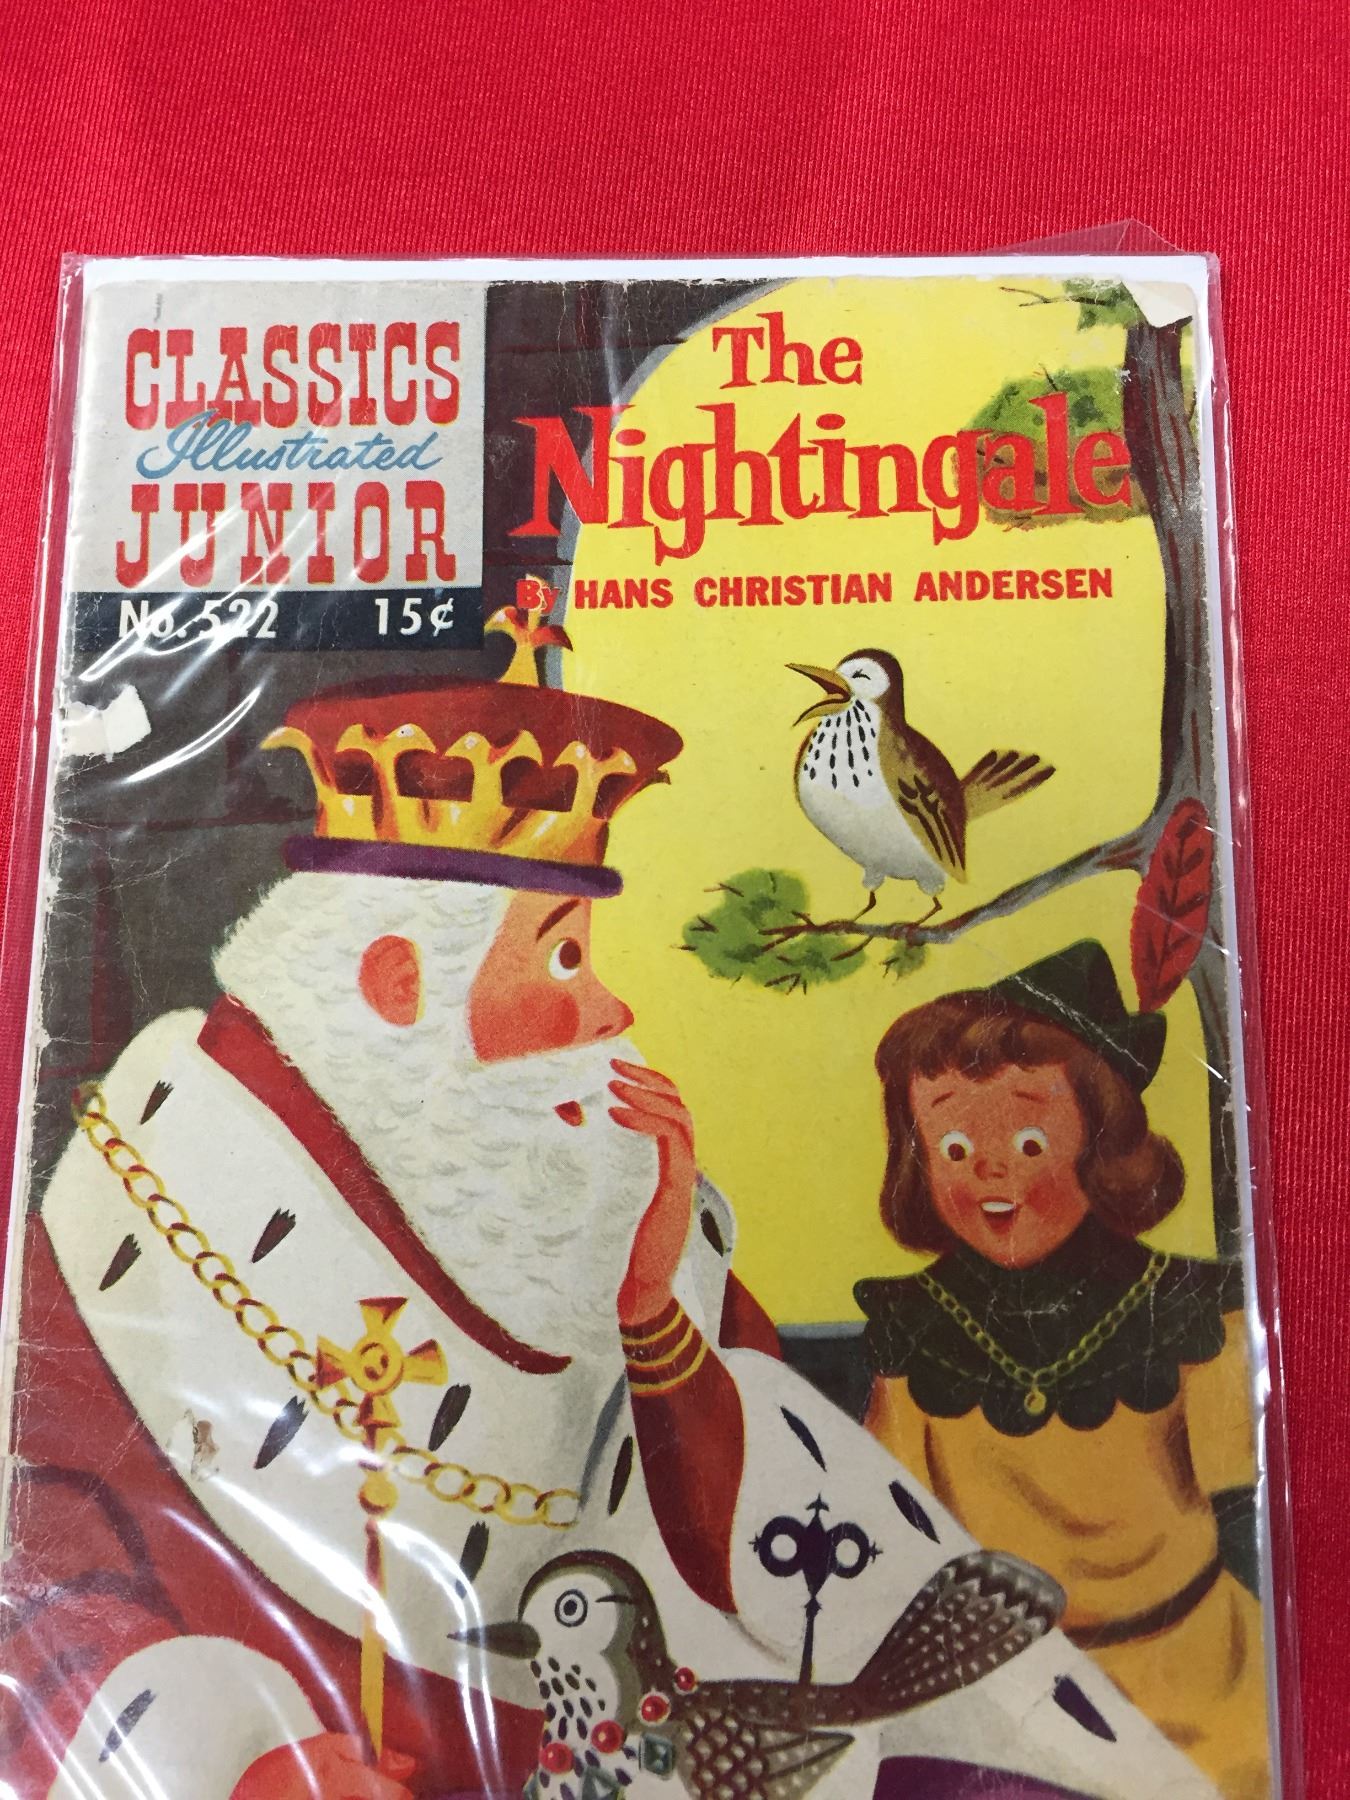 CLASSICS
Illustrated
JUNIOR
No. 522 15¢
The
Nightingale
By HANS CHRISTIAN ANDERSEN